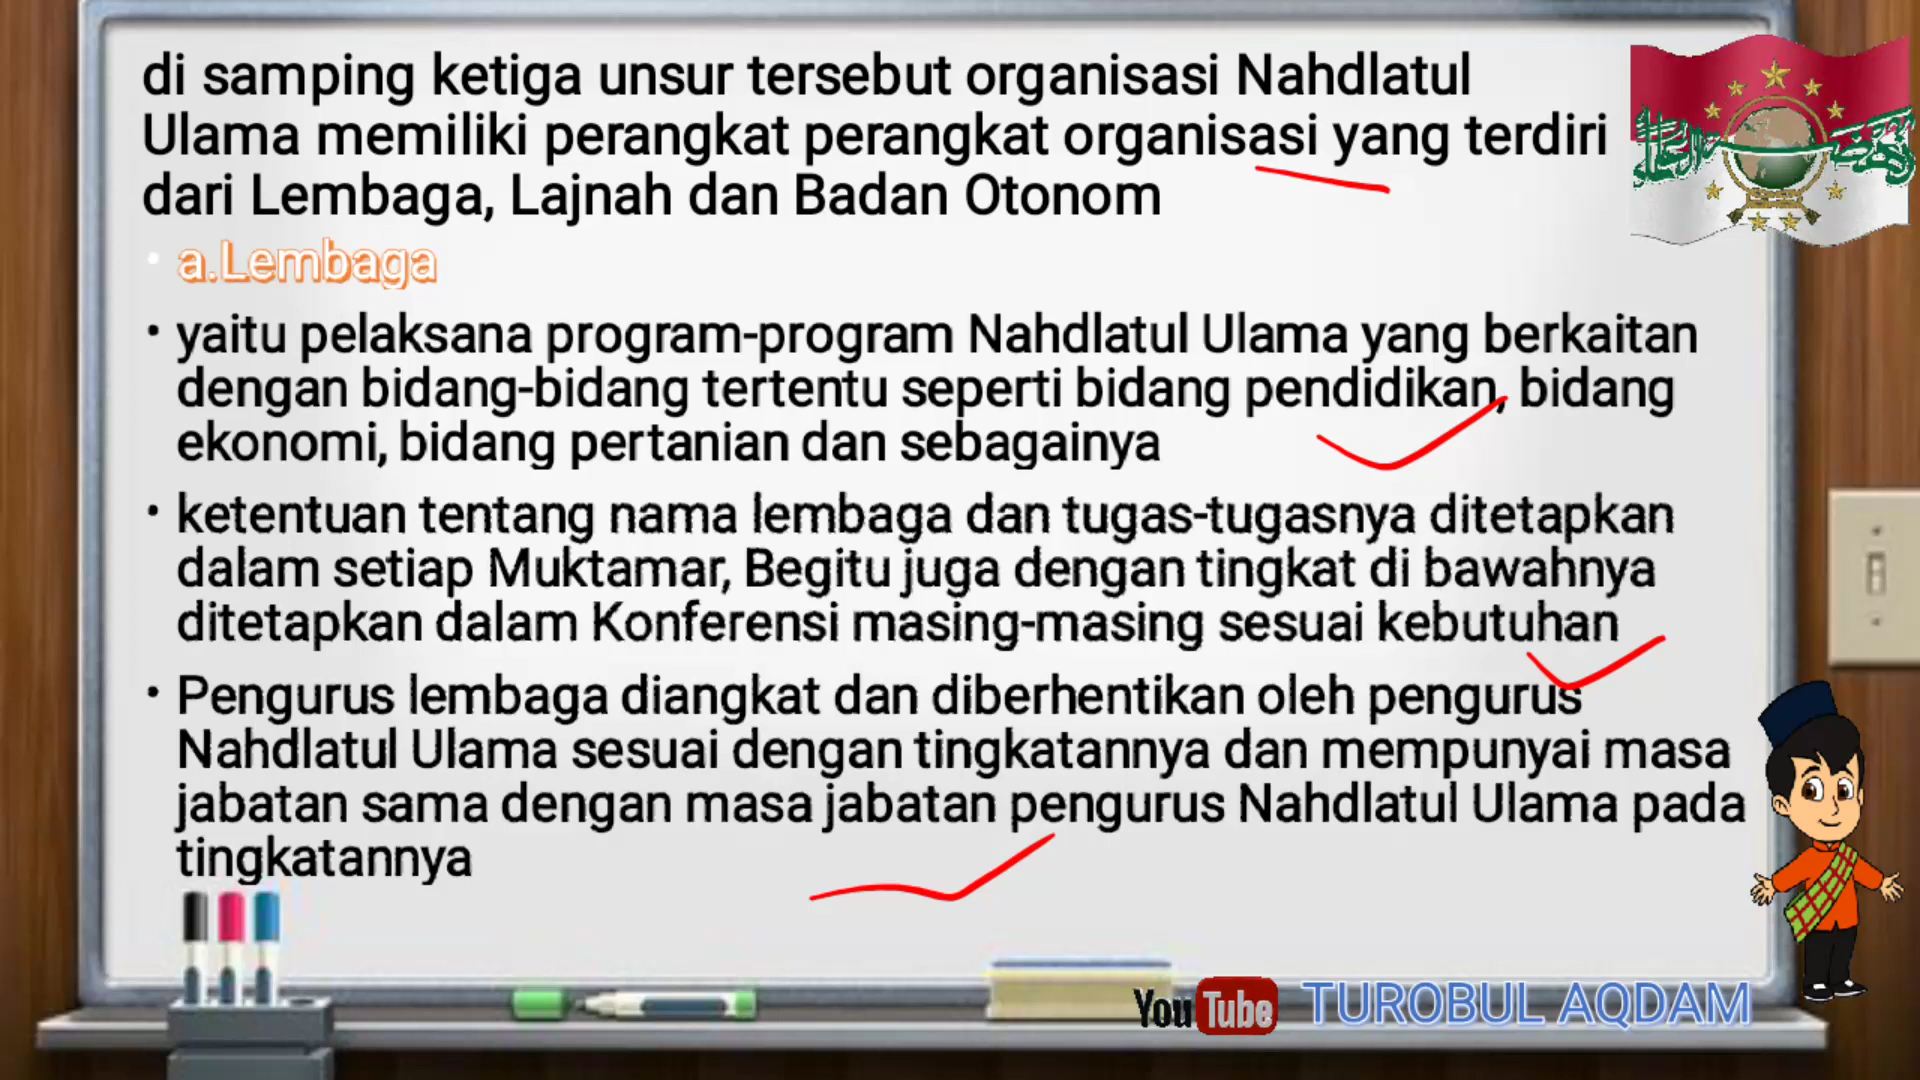 di samping ketiga unsur tersebut organisasi Nahdlatul
Ulama memiliki perangkat perangkat organisasi yang terdiri
dari Lembaga, Lajnah dan Badan Otonom
• a.Lembaga
• yaitu pelaksana program-program Nahdlatul Ulama yang berkaitan
dengan bidang-bidang tertentu seperti bidang pendidikan, bidang
ekonomi, bidang pertanian dan sebagainya
• ketentuan tentang nama lembaga dan tugas-tugasnya ditetapkan
dalam setiap Muktamar, Begitu juga dengan tingkat di bawahnya
ditetapkan dalam Konferensi masing-masing sesuai kebutuhan
• Pengurus lembaga diangkat dan diberhentikan oleh pengurus
Nahdlatul Ulama sesuai dengan tingkatannya dan mempunyai masa
jabatan sama dengan masa jabatan pengurus Nahdlatul Ulama pada
tingkatannya
YouTube TUROBUL AQDAM